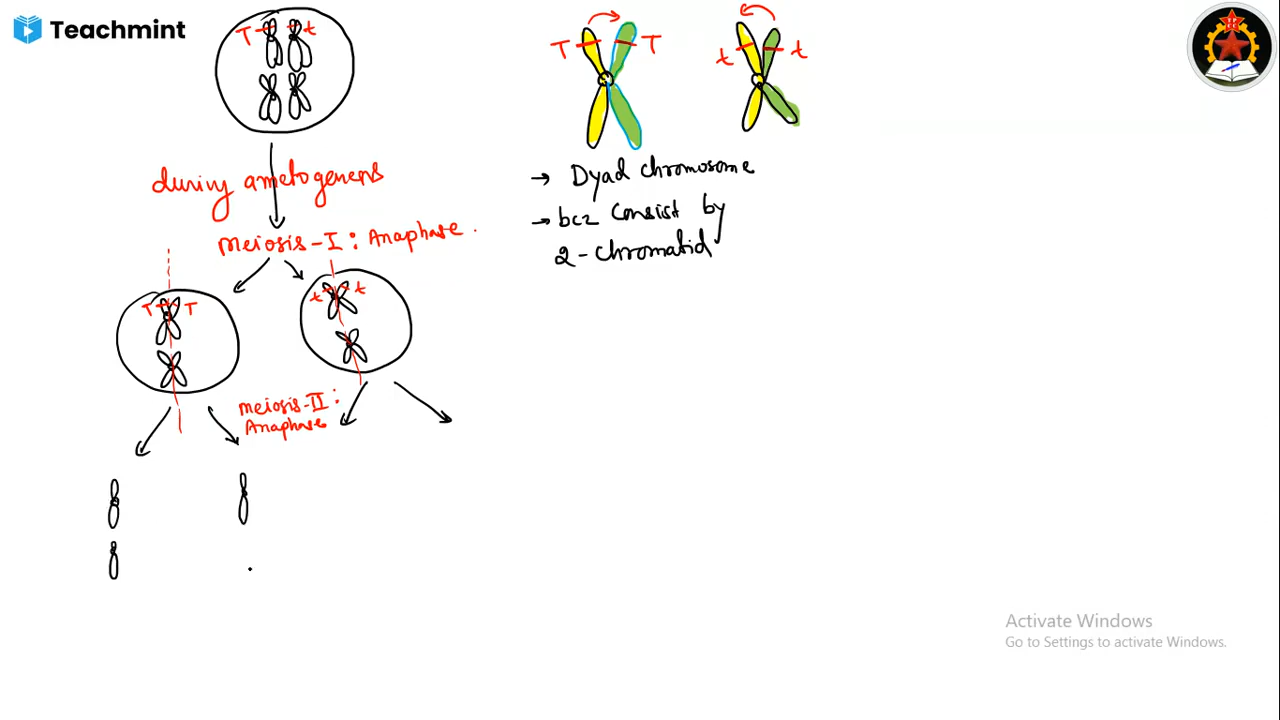 Teachmint
T t
T T t t
during ametogenesis
→ Dyad chromosome
→ bcz Consist by
2-chromatid
meiosis-I: Anaphase.
T T
t t
meiosis-II:
Anaphase
Activate Windows
Go to Settings to activate Windows.